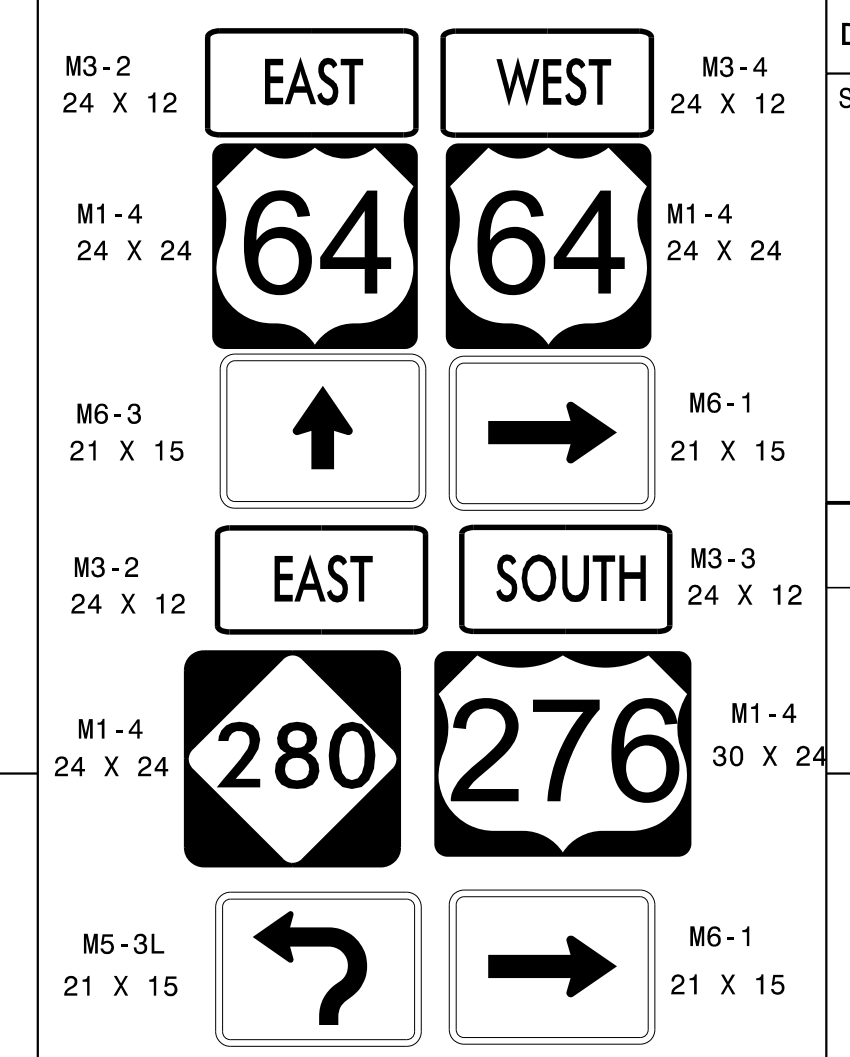 M3-2
24 X 12
EAST
WEST
M3-4
24 X 12
M1-4
24 X 24
64
64
M1-4
24 X 24
M6-3
21 X 15
M6-1
21 X 15
M3-2
24 X 12
EAST
SOUTH
M3-3
24 X 12
M1-4
24 X 24
280
276
M1-4
30 X 24
M5-3L
21 X 15
M6-1
21 X 15